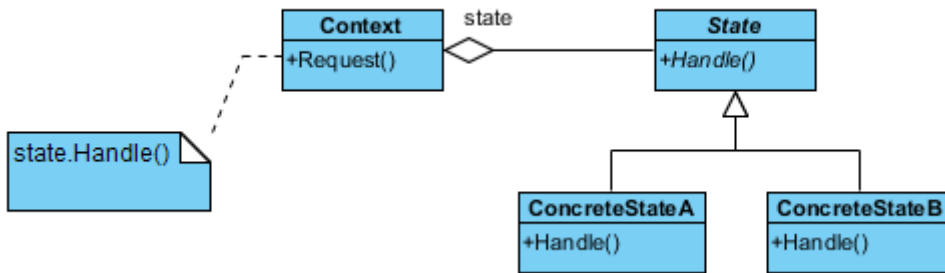 Context
+Request()
state
State
+Handle()
state.Handle()
ConcreteStateA
+Handle()
ConcreteStateB
+Handle()